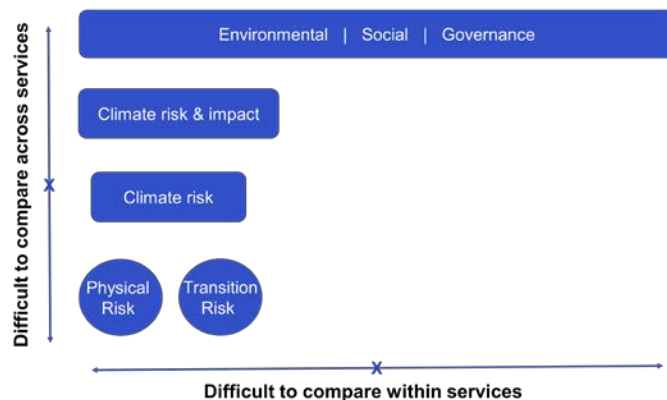 Environmental | Social | Governance
Climate risk & impact
Climate risk
Physical
Risk
Transition
Risk
Difficult to compare across services
X
X
Difficult to compare within services